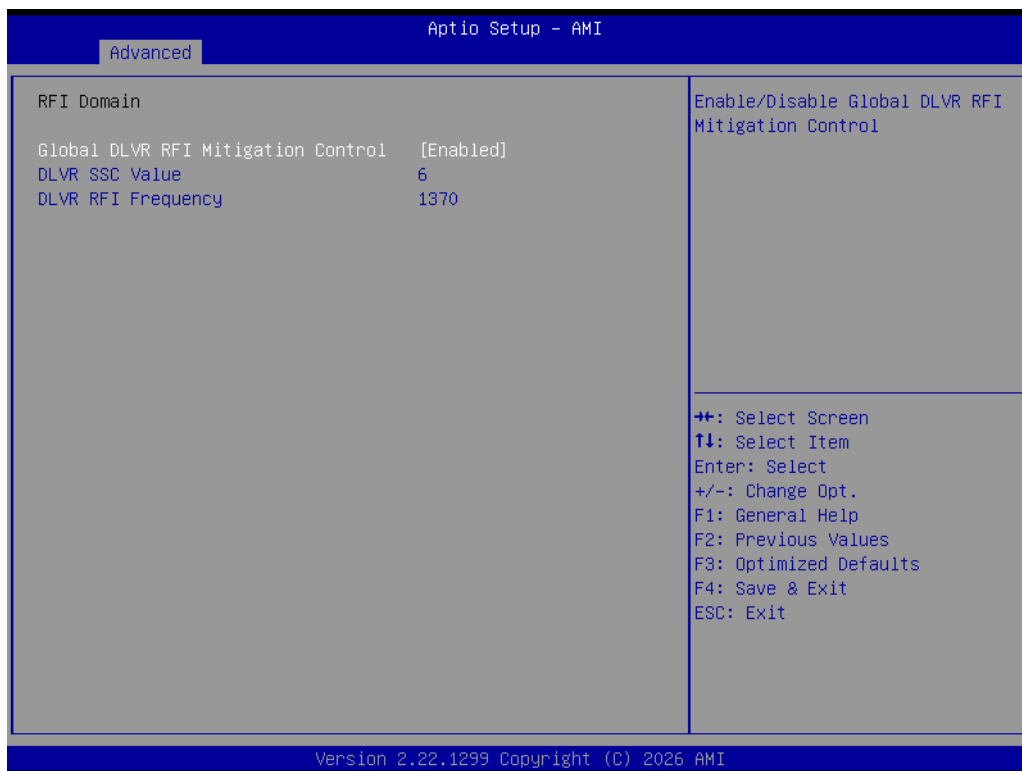 Aptio Setup – AMI
Advanced
RFI Domain
Global DLVR RFI Mitigation Control [Enabled]
DLVR SSC Value 6
DLVR RFI Frequency 1370
Enable/Disable Global DLVR RFI
Mitigation Control
→←: Select Screen
↑↓: Select Item
Enter: Select
+/-: Change Opt.
F1: General Help
F2: Previous Values
F3: Optimized Defaults
F4: Save & Exit
ESC: Exit
Version 2.22.1299 Copyright (C) 2026 AMI